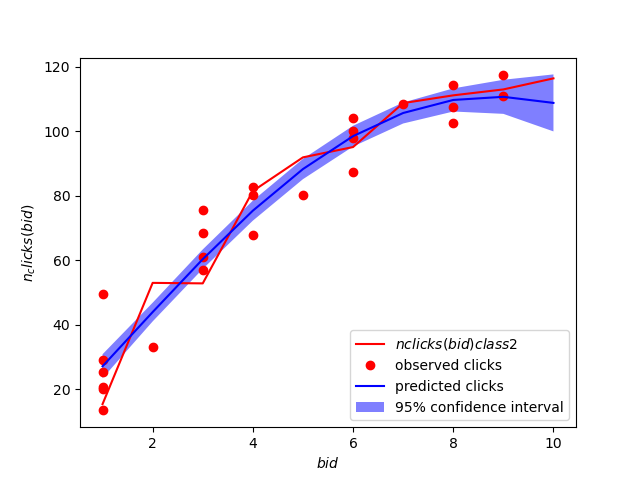 120
100
80
60
40
20
n_clicks(bid)
2
4
6
8
10
bid
nclicks(bid)class2
observed clicks
predicted clicks
95% confidence interval